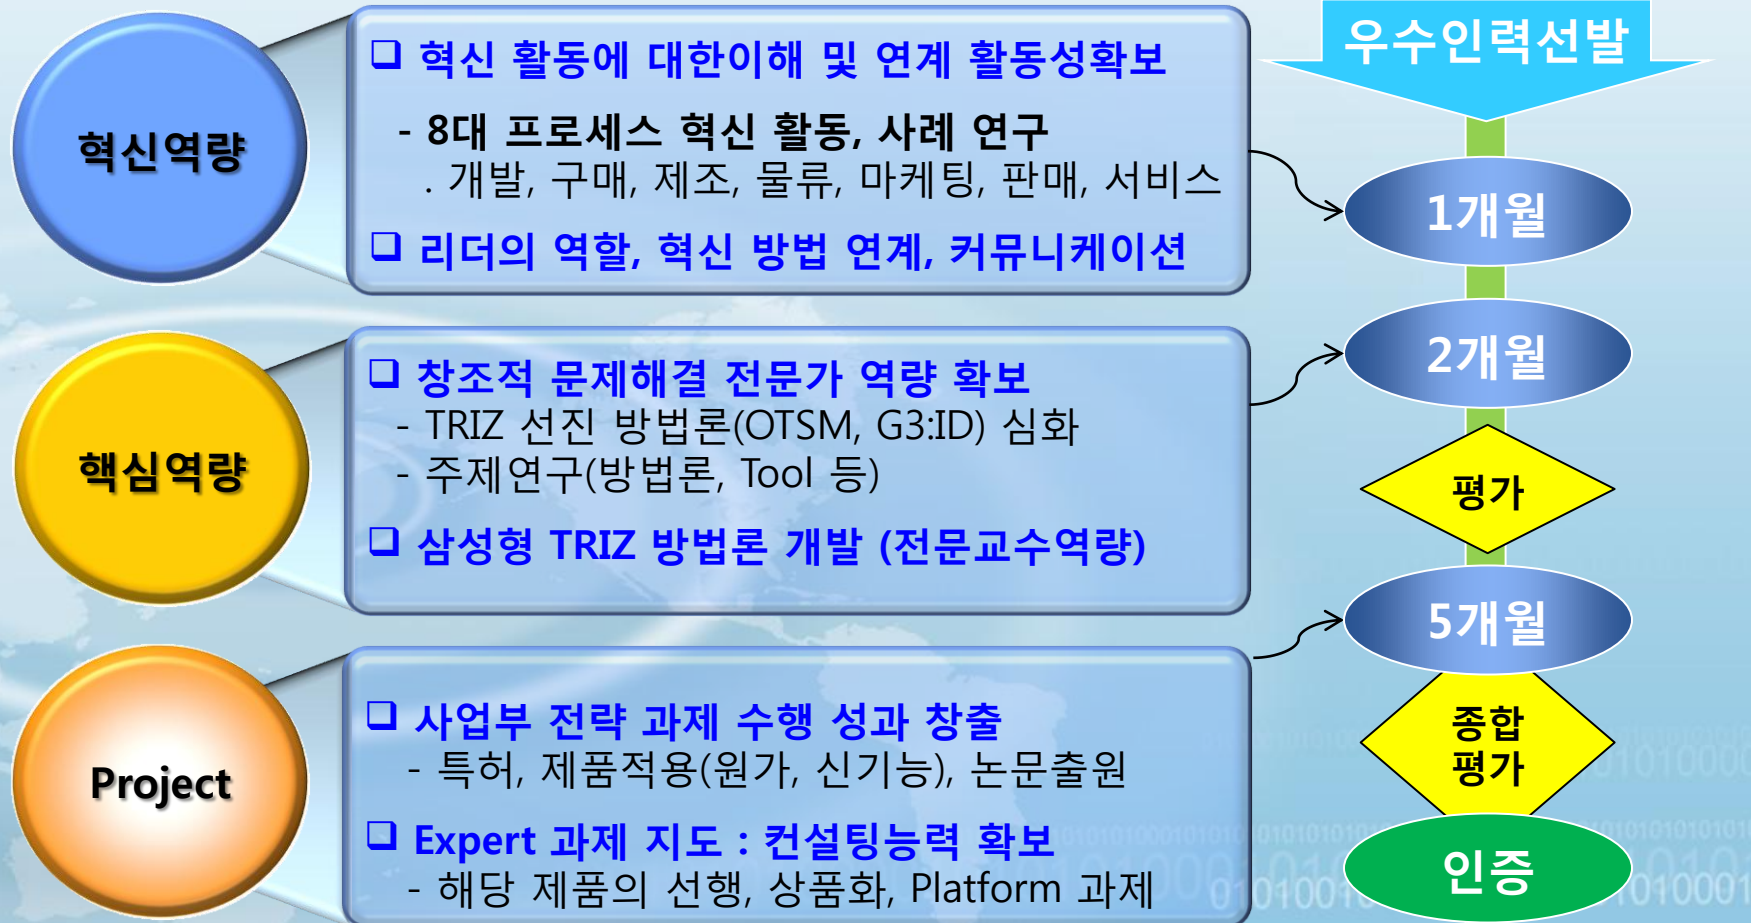 혁신역량
❑ 혁신 활동에 대한이해 및 연계 활동성확보
- 8대 프로세스 혁신 활동, 사례 연구
. 개발, 구매, 제조, 물류, 마케팅, 판매, 서비스
❑ 리더의 역할, 혁신 방법 연계, 커뮤니케이션
핵심역량
❑ 창조적 문제해결 전문가 역량 확보
- TRIZ 선진 방법론(OTSM, G3:ID) 심화
- 주제연구(방법론, Tool 등)
❑ 삼성형 TRIZ 방법론 개발 (전문교수역량)
Project
❑ 사업부 전략 과제 수행 성과 창출
- 특허, 제품적용(원가, 신기능), 논문출원
❑ Expert 과제 지도 : 컨설팅능력 확보
- 해당 제품의 선행, 상품화, Platform 과제
우수인력선발
1개월
2개월
평가
5개월
종합
평가
인증